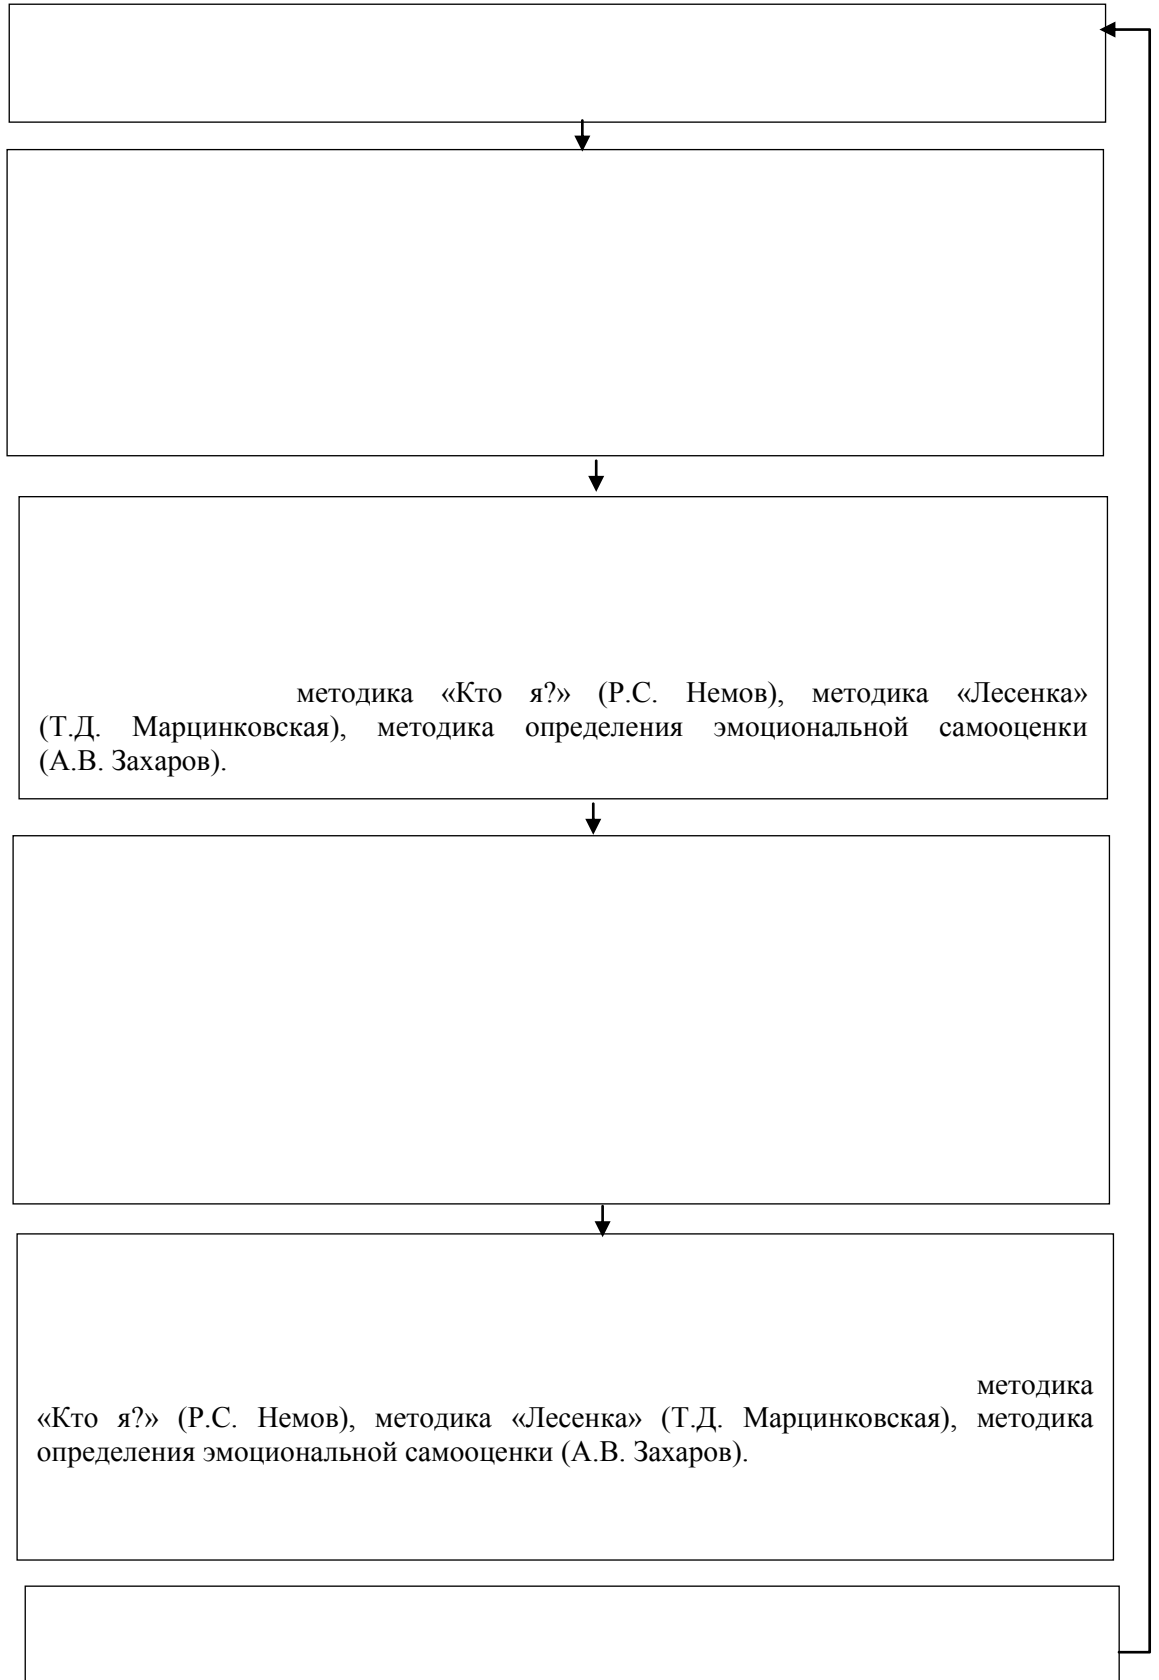 методика «Кто я?» (Р.С. Немов), методика «Лесенка»
(Т.Д. Марцинковская), методика определения эмоциональной самооценки
(А.В. Захаров).
методика
«Кто я?» (Р.С. Немов), методика «Лесенка» (Т.Д. Марцинковская), методика
определения эмоциональной самооценки (А.В. Захаров).